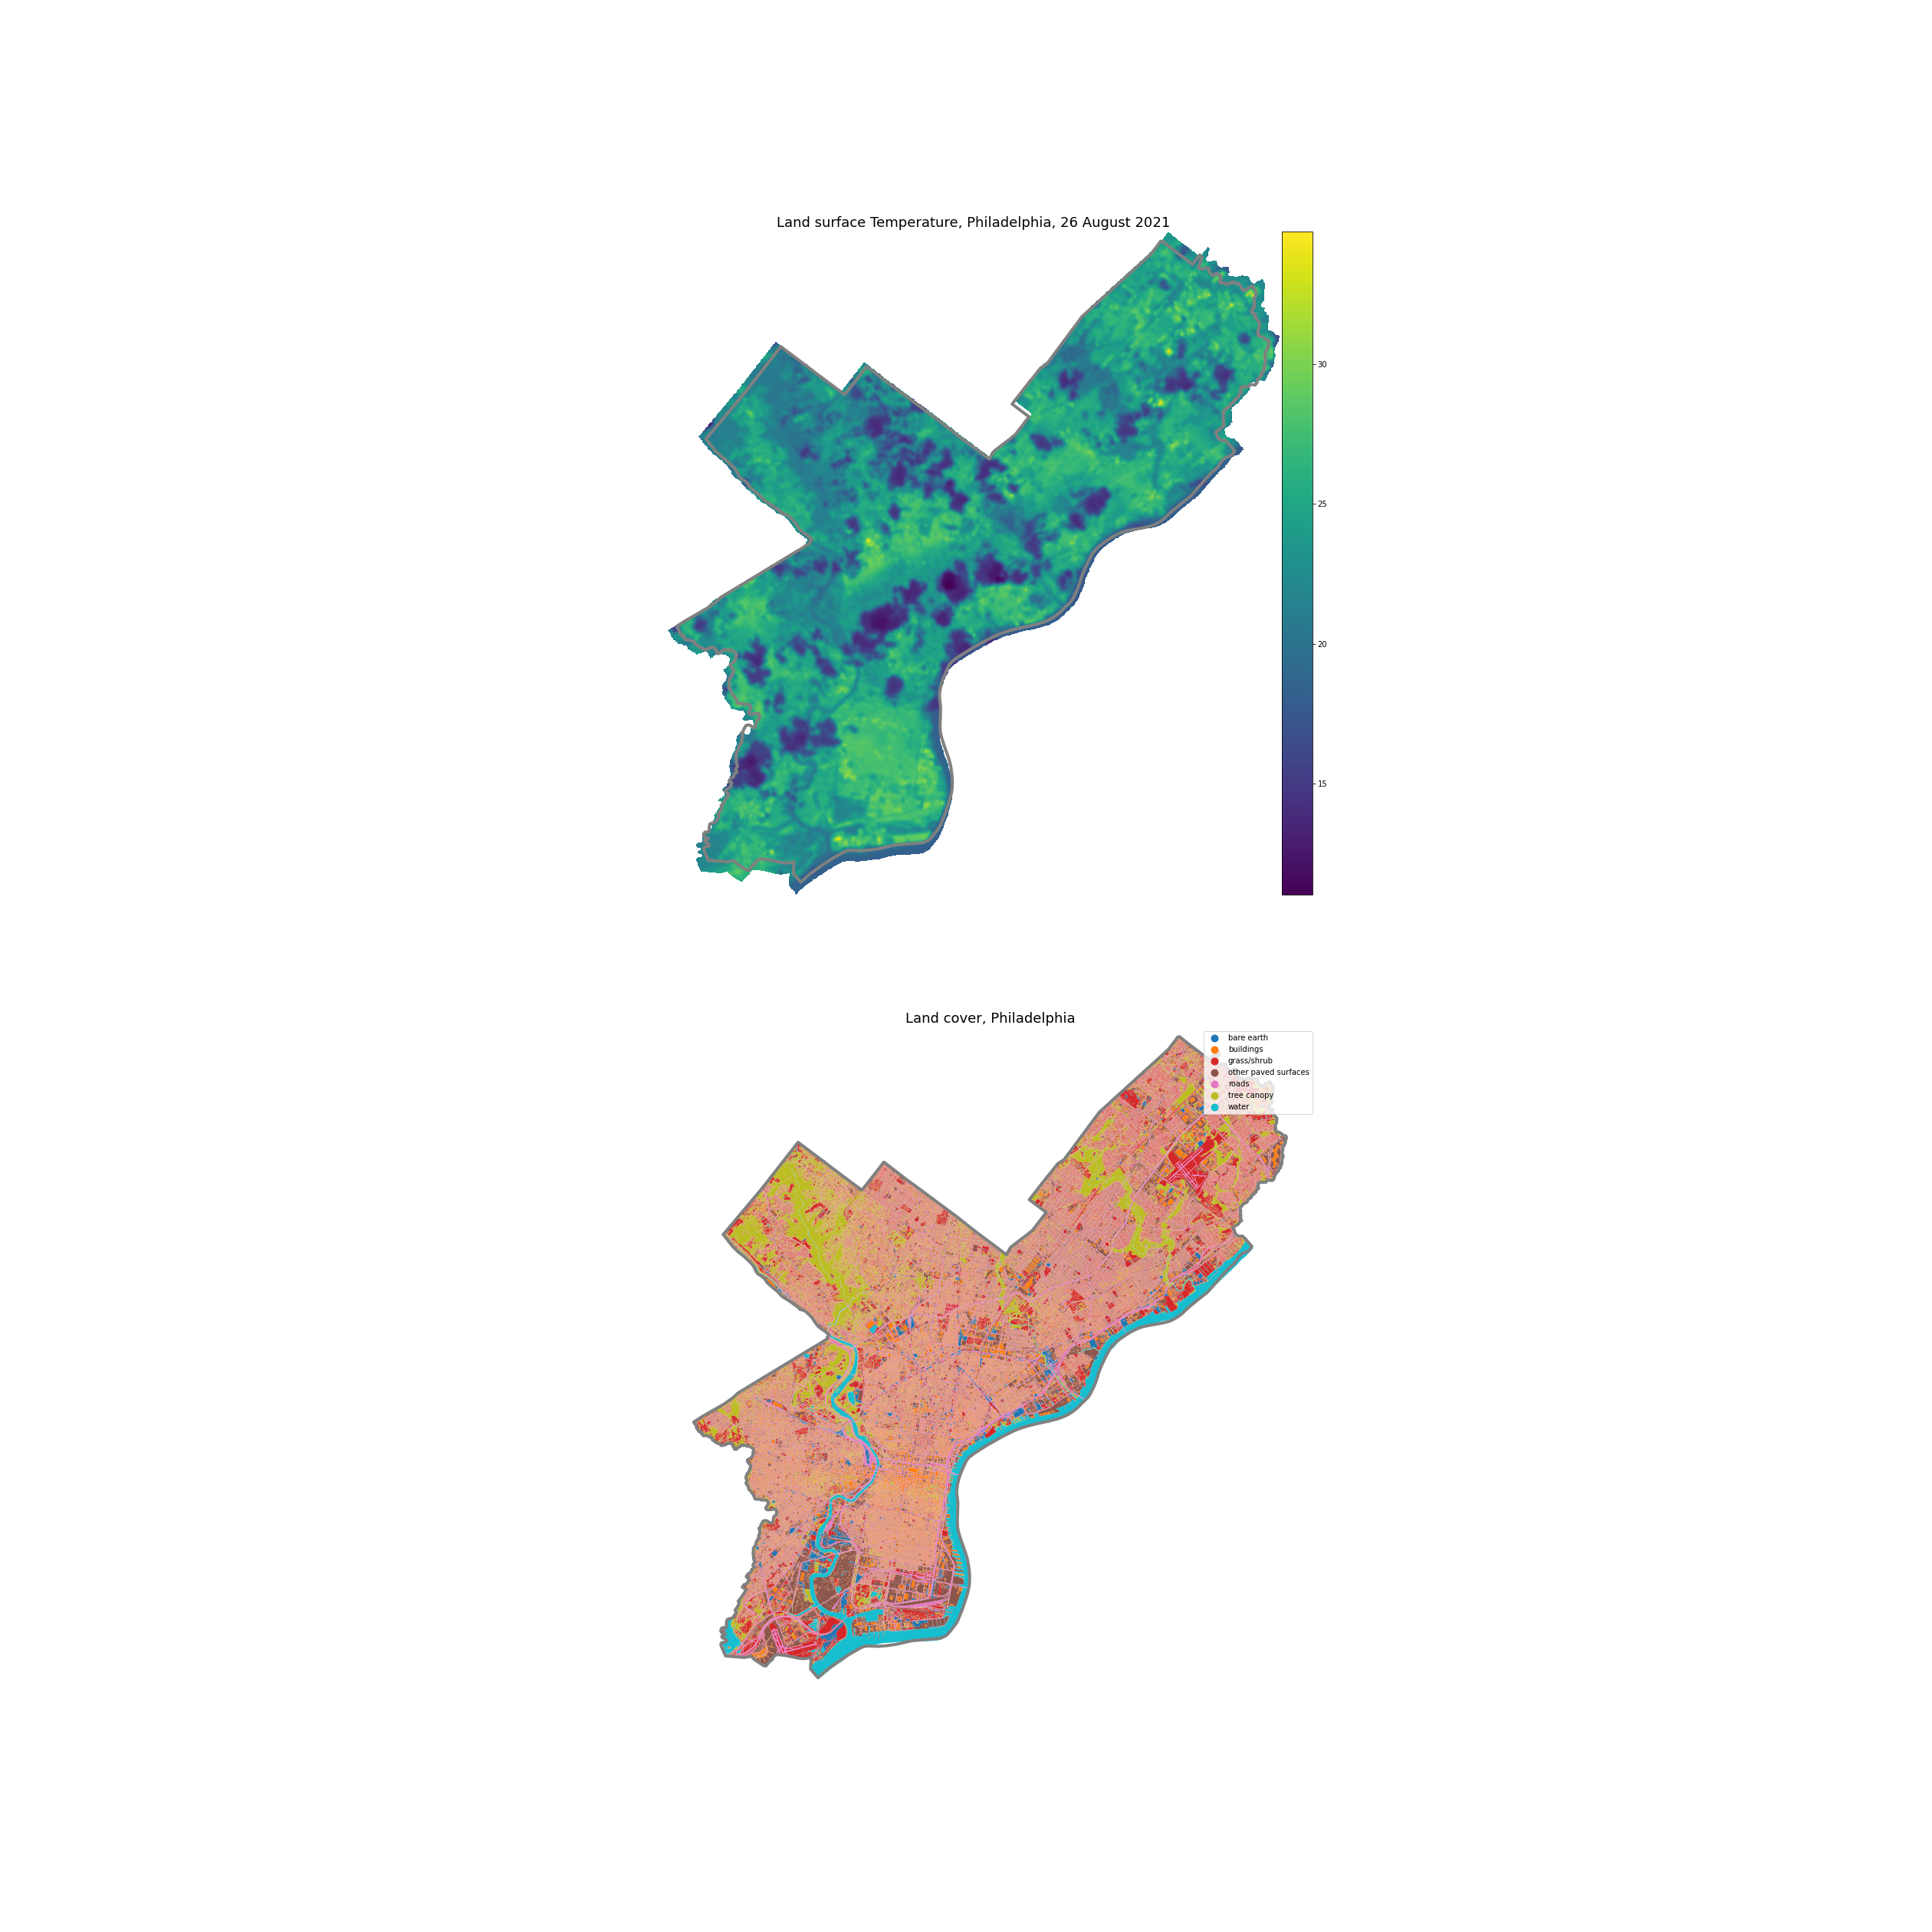 Land surface Temperature, Philadelphia, 26 August 2021
30
25
20
15
Land cover, Philadelphia
bare earth
buildings
grass/shrub
other paved surfaces
roads
tree canopy
water